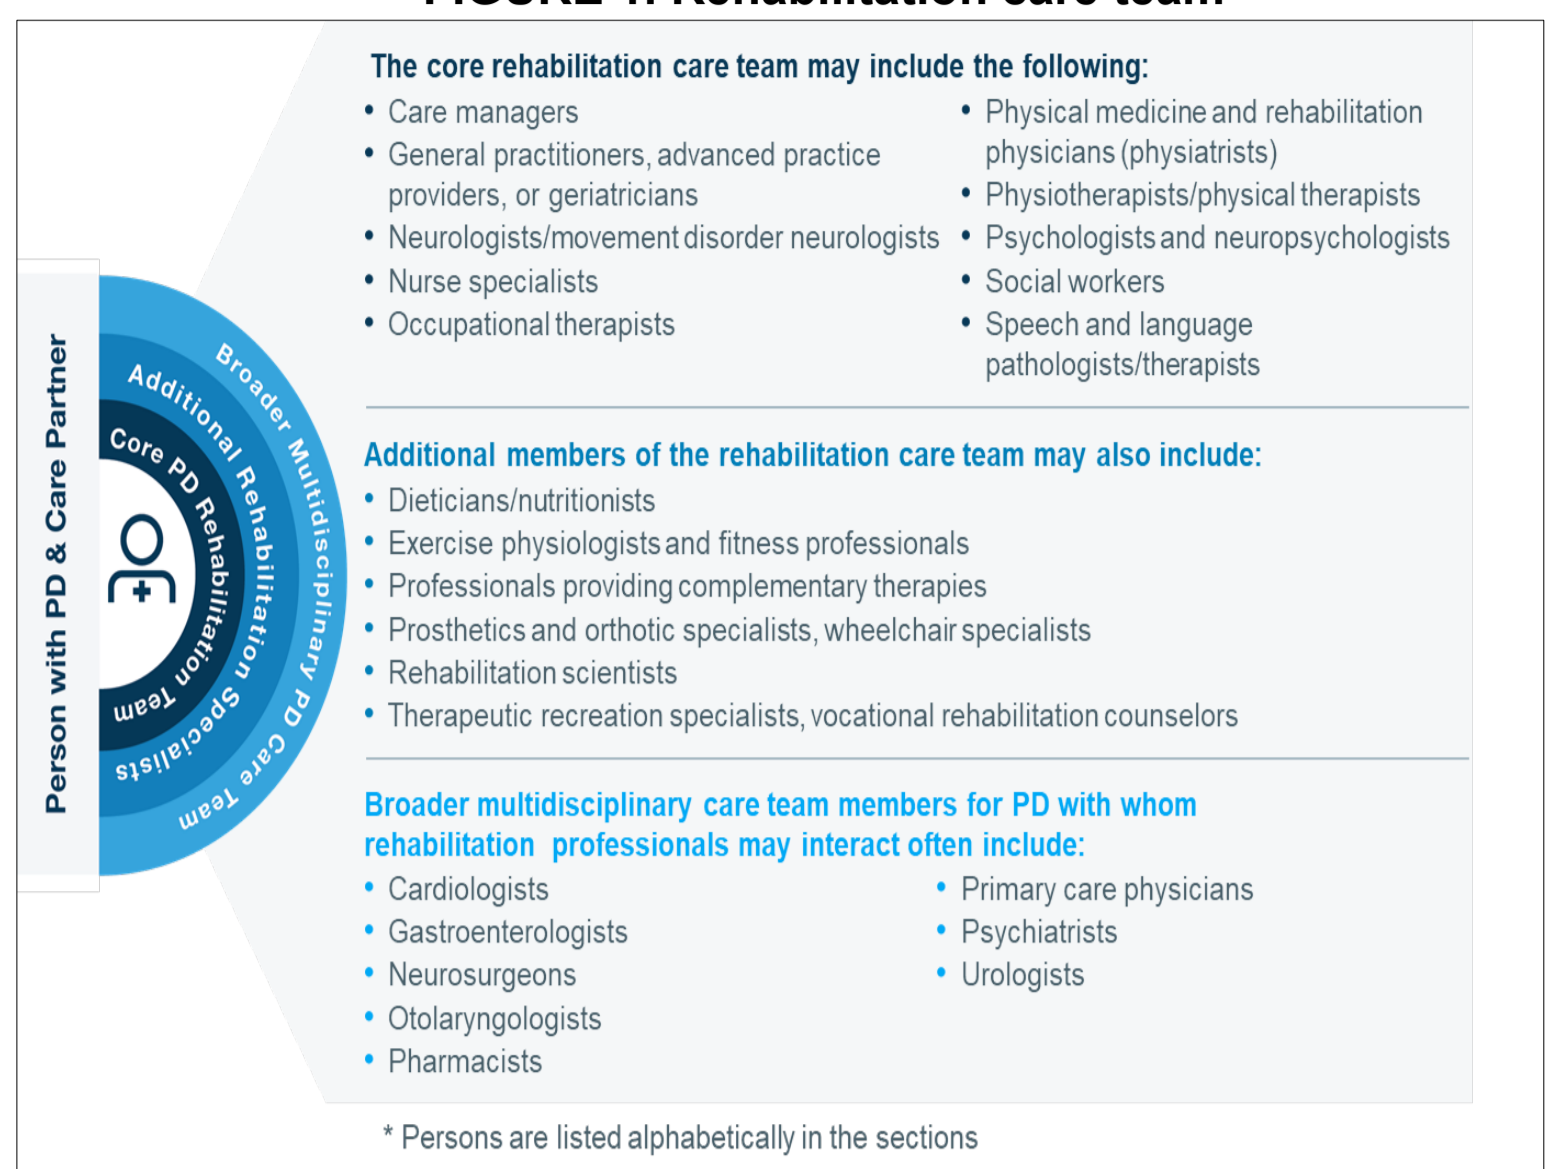 FIGURE 1. Rehabilitation care team
The core rehabilitation care team may include the following:
• Care managers
• General practitioners, advanced practice
providers, or geriatricians
• Neurologists/movement disorder neurologists
• Nurse specialists
• Occupational therapists
• Physical medicine and rehabilitation
physicians (physiatrists)
• Physiotherapists/physical therapists
• Psychologists and neuropsychologists
• Social workers
• Speech and language
pathologists/therapists
Person with PD & Care Partner
Core PD Rehabilitation Team
Additional Rehabilitation Specialists
Broader Multidisciplinary PD Care Team
Additional members of the rehabilitation care team may also include:
• Dieticians/nutritionists
• Exercise physiologists and fitness professionals
• Professionals providing complementary therapies
• Prosthetics and orthotic specialists, wheelchair specialists
• Rehabilitation scientists
• Therapeutic recreation specialists, vocational rehabilitation counselors
Broader multidisciplinary care team members for PD with whom
rehabilitation professionals may interact often include:
• Cardiologists
• Gastroenterologists
• Neurosurgeons
• Otolaryngologists
• Pharmacists
• Primary care physicians
• Psychiatrists
• Urologists
* Persons are listed alphabetically in the sections